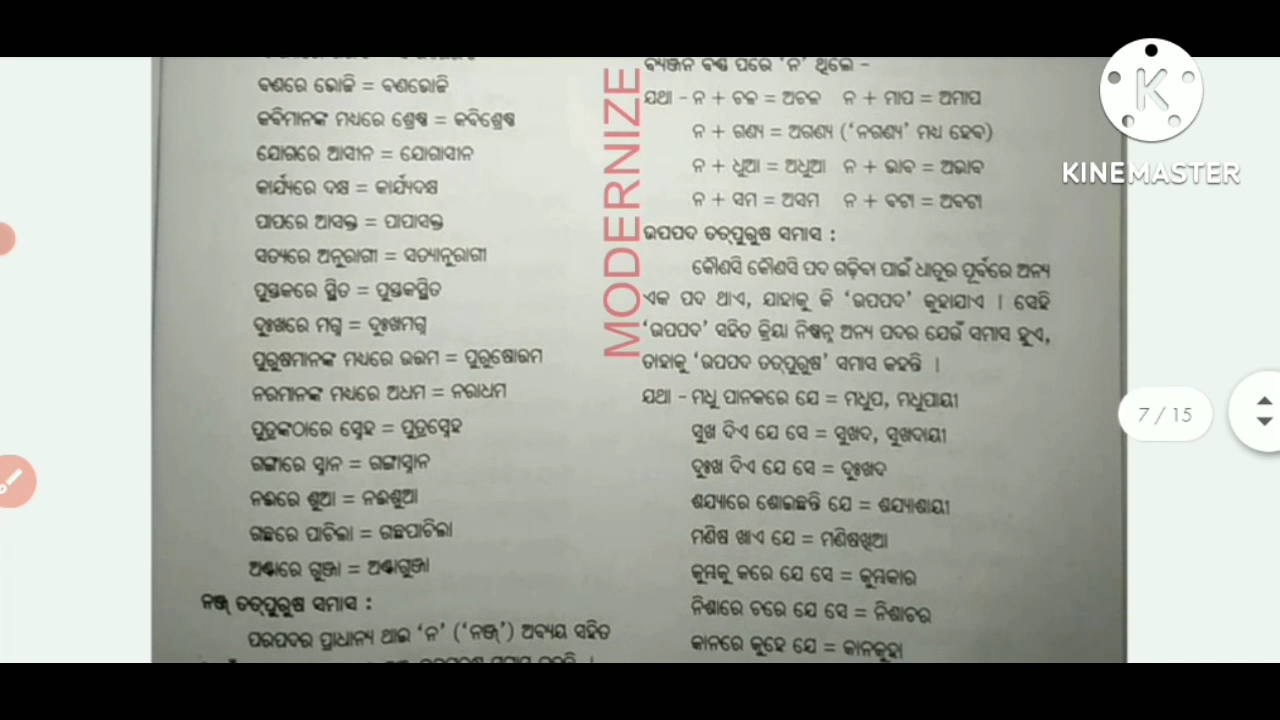 ବଣରେ ଭୋଜି = ବଣଭୋଜି
କବିମାନଙ୍କ ମଧ୍ୟରେ ଶ୍ରେଷ୍ଠ = କବିଶ୍ରେଷ୍ଠ
ଯୋଗରେ ଆସୀନ = ଯୋଗାସୀନ
କାର୍ଯ୍ୟରେ ଦକ୍ଷ = କାର୍ଯ୍ୟଦକ୍ଷ
ପାପରେ ଆସକ୍ତ = ପାପାସକ୍ତ
ସତ୍ୟରେ ଅନୁରାଗୀ = ସତ୍ୟାନୁରାଗୀ
ପୁସ୍ତକରେ ସ୍ଥିତ = ପୁସ୍ତକସ୍ଥିତ
ଦୁଃଖରେ ମଗ୍ନ = ଦୁଃଖମଗ୍ନ
ପୁରୁଷମାନଙ୍କ ମଧ୍ୟରେ ଉତ୍ତମ = ପୁରୁଷୋତ୍ତମ
ନରମାନଙ୍କ ମଧ୍ୟରେ ଅଧମ = ନରାଧମ
ପୁତ୍ରଙ୍କଠାରେ ସ୍ନେହ = ପୁତ୍ରସ୍ନେହ
ଗଙ୍ଗାରେ ସ୍ନାନ = ଗଙ୍ଗାସ୍ନାନ
ନଈରେ ଶୁଆ = ନଈଶୁଆ
ଗଛରେ ପାଚିଲା = ଗଛପାଚିଲା
ଅଣ୍ଟାରେ ଗୁଞ୍ଜା = ଅଣ୍ଟାଗୁଞ୍ଜା
ନଞ୍ ତତ୍‌ପୁରୁଷ ସମାସ :
ପରପଦର ପ୍ରାଧାନ୍ୟ ଥାଇ ‘ନ’ (‘ନଞ୍’) ଅବ୍ୟୟ ସହିତ
MODERNIZE
ବ୍ୟଞ୍ଜନ ବର୍ଣ୍ଣ ପରେ ‘ନ’ ଥିଲେ -
ଯଥା - ନ + ଚଳ = ଅଚଳ ନ + ମାପ = ଅମାପ
ନ + ଗଣ୍ୟ = ଅଗଣ୍ୟ (‘ନଗଣ୍ୟ’ ମଧ୍ୟ ହେବ)
ନ + ଧୁଆ = ଅଧୁଆ ନ + ଭାବ = ଅଭାବ
ନ + ସମ = ଅସମ ନ + ବଟା = ଅବଟା
ଉପପଦ ତତ୍‌ପୁରୁଷ ସମାସ :
କୌଣସି କୌଣସି ପଦ ଗଢ଼ିବା ପାଇଁ ଧାତୁର ପୂର୍ବରେ ଅନ୍ୟ
ଏକ ପଦ ଥାଏ, ଯାହାକୁ କି ‘ଉପପଦ’ କୁହାଯାଏ । ସେହି
‘ଉପପଦ’ ସହିତ କ୍ରିୟା ନିଷ୍ପନ୍ନ ଅନ୍ୟ ପଦର ଯେଉଁ ସମାସ ହୁଏ,
ତାହାକୁ ‘ଉପପଦ ତତ୍‌ପୁରୁଷ’ ସମାସ କହନ୍ତି ।
ଯଥା - ମଧୁ ପାନକରେ ଯେ = ମଧୁପ, ମଧୁପାୟୀ
ସୁଖ ଦିଏ ଯେ ସେ = ସୁଖଦ, ସୁଖଦାୟୀ
ଦୁଃଖ ଦିଏ ଯେ ସେ = ଦୁଃଖଦ
ଶଯ୍ୟାରେ ଶୋଇଛନ୍ତି ଯେ = ଶଯ୍ୟାଶାୟୀ
ମଣିଷ ଖାଏ ଯେ = ମଣିଷଖିଆ
କୁମ୍ଭକୁ କରେ ଯେ ସେ = କୁମ୍ଭକାର
ନିଶାରେ ଚରେ ଯେ ସେ = ନିଶାଚର
କାନରେ କୁହେ ଯେ = କାନକୁହା
K
KINEMASTER
7 / 15